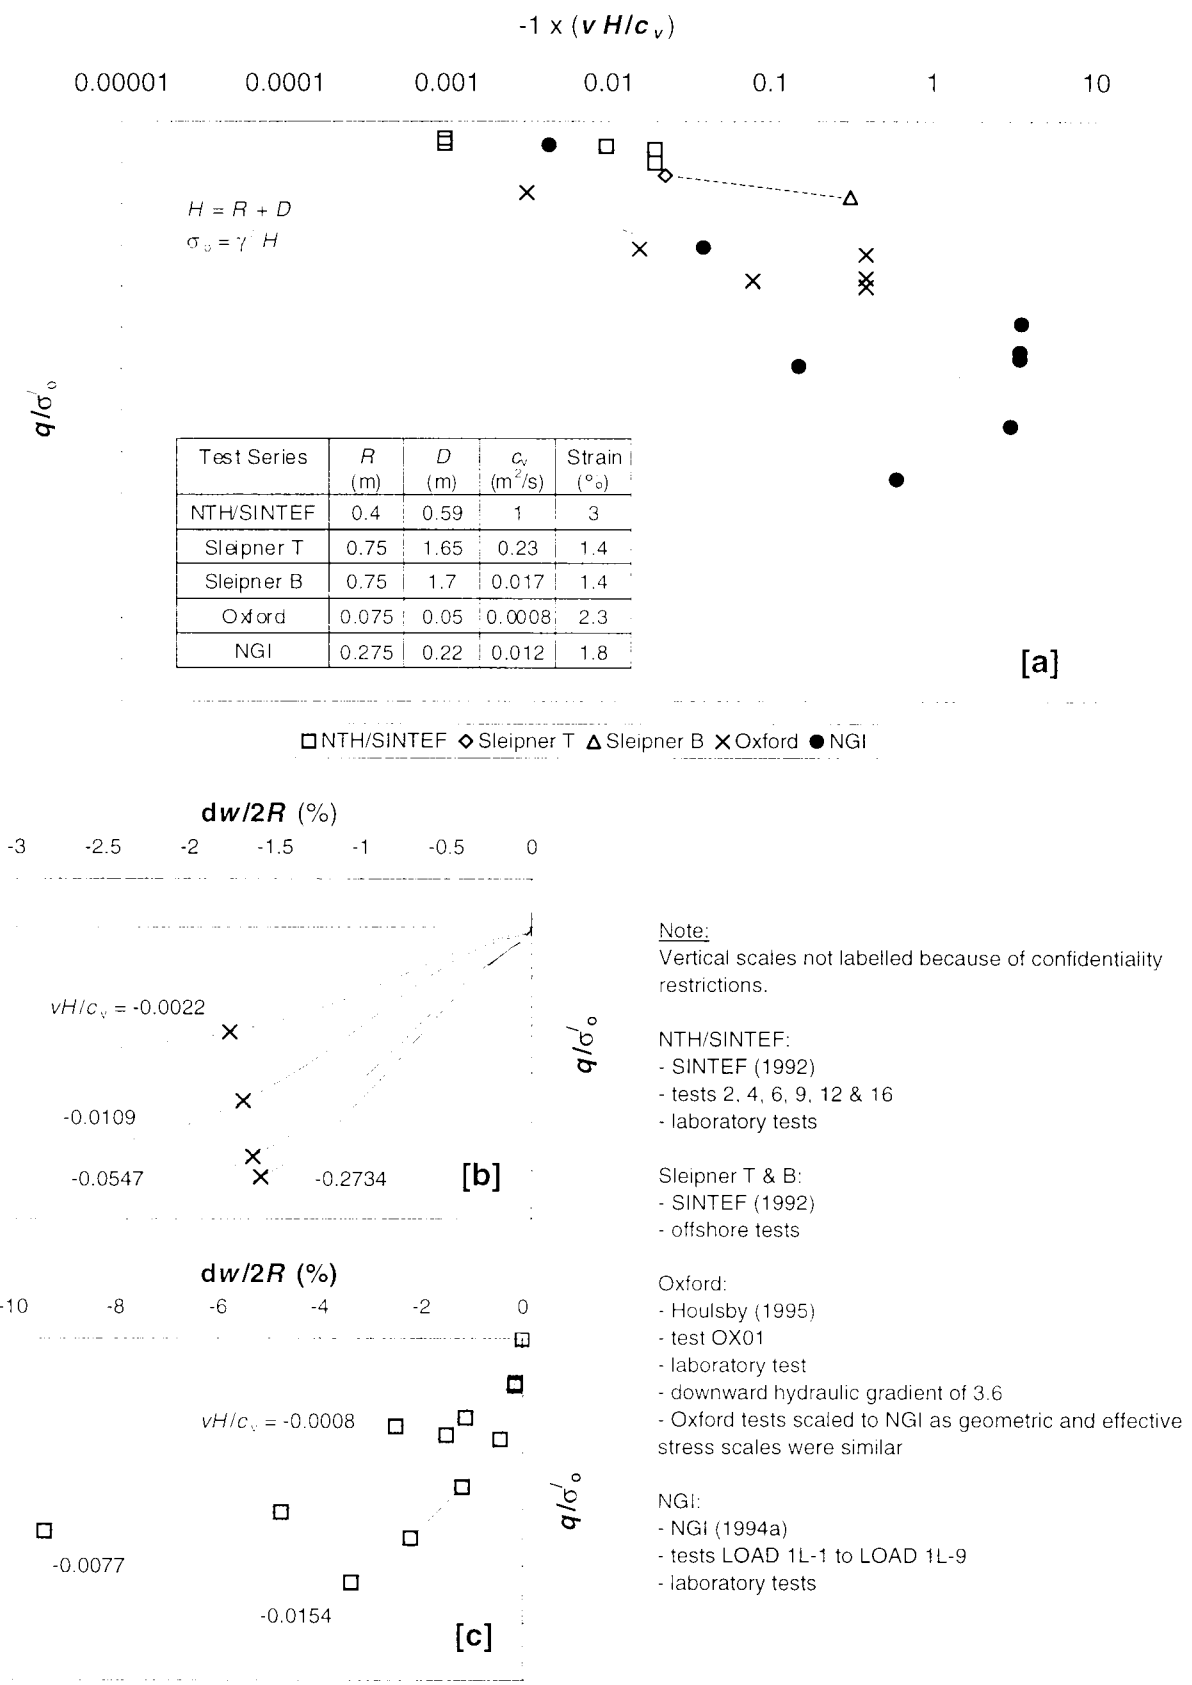 -1 x (v H/c v)
0.00001 0.0001 0.001 0.01 0.1 1 10
H = R + D
σ'o = γ' H
q/σ'o
Test Series R (m) D (m) cv (m²/s) Strain (%)
NTH/SINTEF 0.4 0.59 1 3
Sleipner T 0.75 1.65 0.23 1.4
Sleipner B 0.75 1.7 0.017 1.4
Oxford 0.075 0.05 0.0008 2.3
NGI 0.275 0.22 0.012 1.8
[a]
NTH/SINTEF Sleipner T Sleipner B Oxford NGI
dw/2R (%)
-3 -2.5 -2 -1.5 -1 -0.5 0
vH/cv = -0.0022
-0.0109
-0.0547
-0.2734
[b]
q/σ'o
dw/2R (%)
-10 -8 -6 -4 -2 0
vH/cv = -0.0008
-0.0077
-0.0154
[c]
q/σ'o
Note:
Vertical scales not labelled because of confidentiality
restrictions.
NTH/SINTEF:
- SINTEF (1992)
- tests 2, 4, 6, 9, 12 & 16
- laboratory tests
Sleipner T & B:
- SINTEF (1992)
- offshore tests
Oxford:
- Houlsby (1995)
- test OX01
- laboratory test
- downward hydraulic gradient of 3.6
- Oxford tests scaled to NGI as geometric and effective
stress scales were similar
NGI:
- NGI (1994a)
- tests LOAD 1L-1 to LOAD 1L-9
- laboratory tests